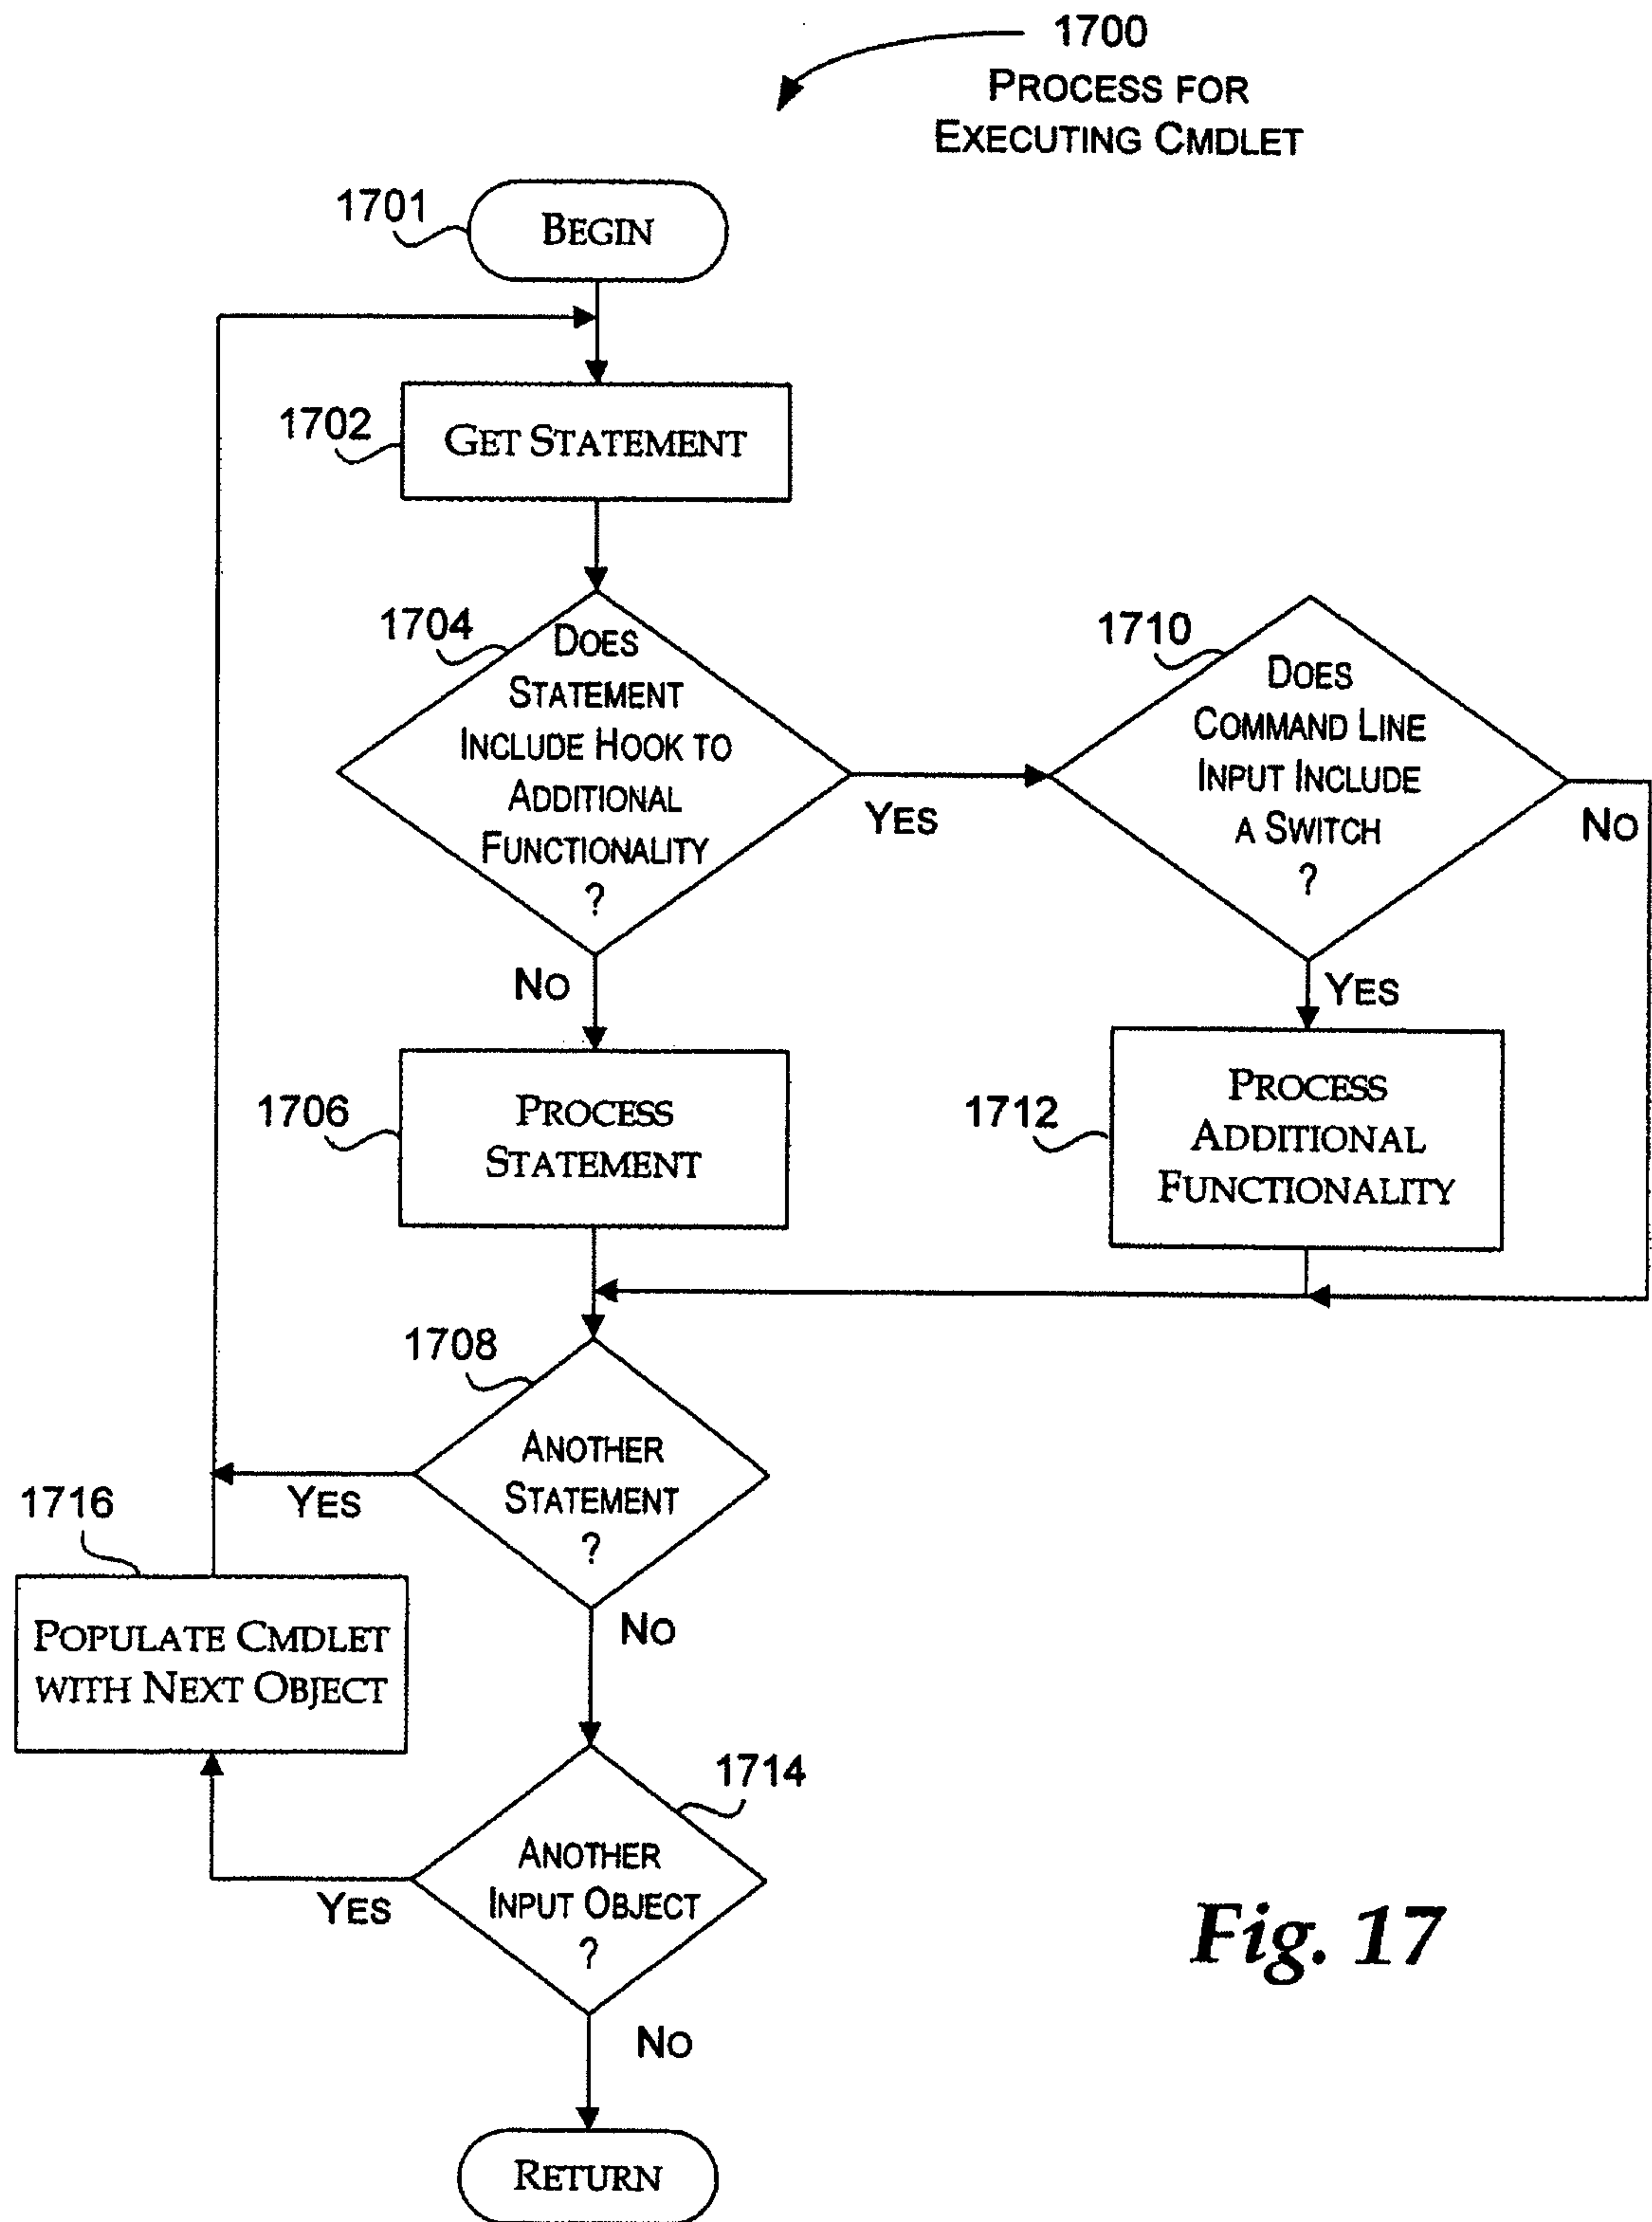 1700
PROCESS FOR
EXECUTING CMDLET
1701
BEGIN
1702
GET STATEMENT
1704
DOES
STATEMENT
INCLUDE HOOK TO
ADDITIONAL
FUNCTIONALITY
?
YES
NO
1710
DOES
COMMAND LINE
INPUT INCLUDE
A SWITCH
?
NO
YES
1706
PROCESS
STATEMENT
1712
PROCESS
ADDITIONAL
FUNCTIONALITY
1708
ANOTHER
STATEMENT
?
YES
NO
1716
POPULATE CMDLET
WITH NEXT OBJECT
1714
ANOTHER
INPUT OBJECT
?
YES
NO
RETURN
Fig. 17